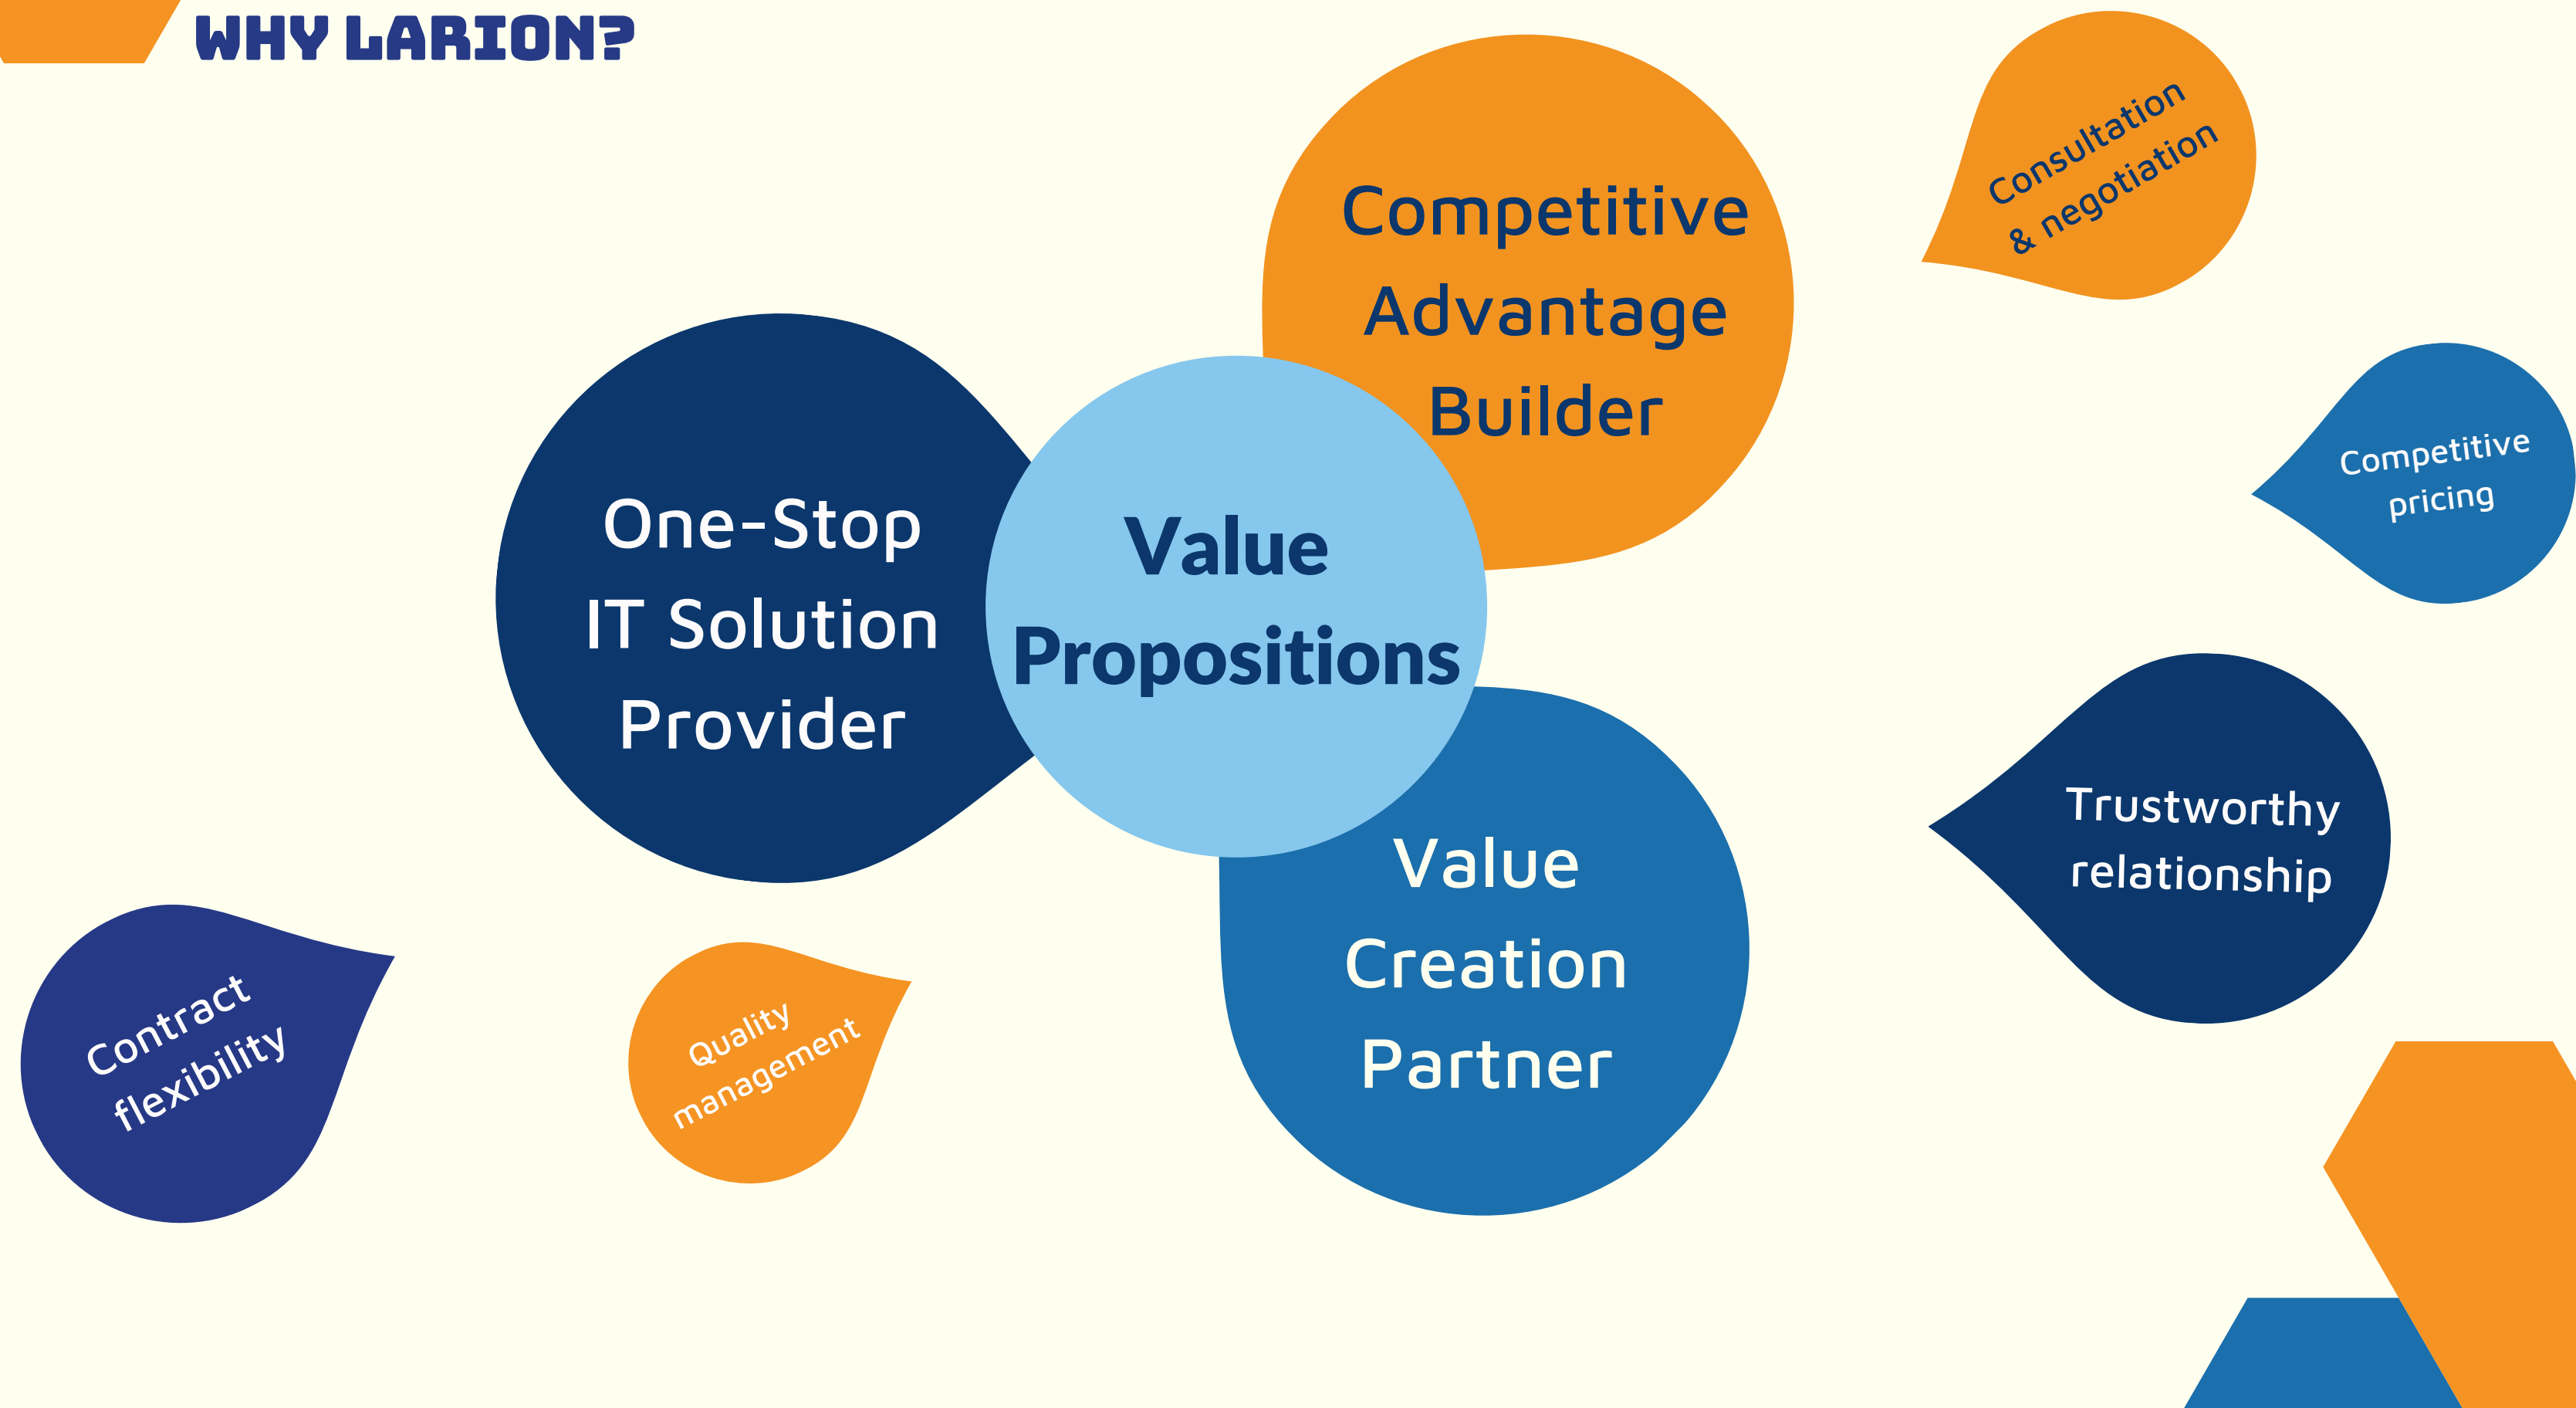 WHY LARION?
Competitive
Advantage
Builder
One-Stop
IT Solution
Provider
Value
Propositions
Value
Creation
Partner
Consultation
& negotiation
Competitive
pricing
Trustworthy
relationship
Contract
flexibility
Quality
management